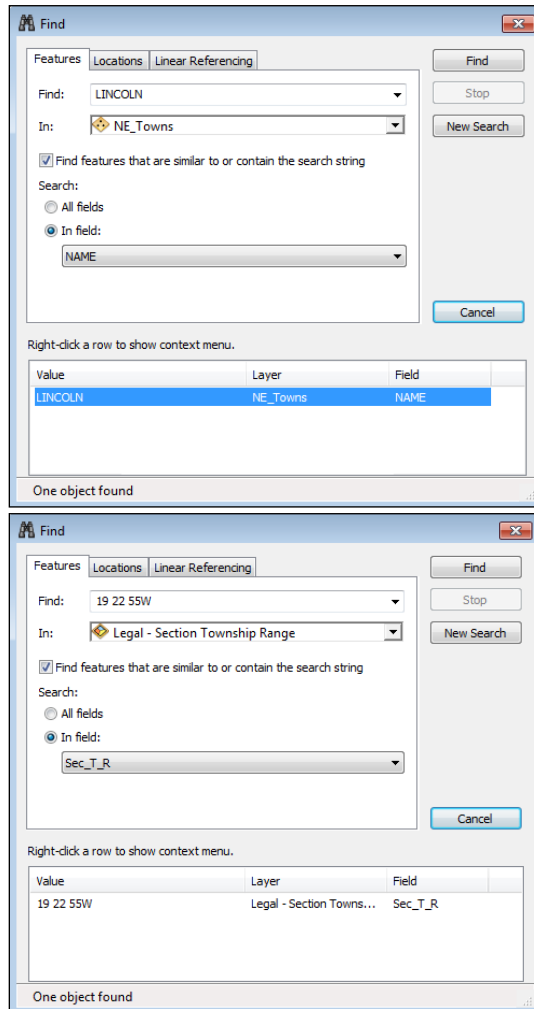 Find
Features Locations Linear Referencing
Find
Find: LINCOLN
Stop
In: NE_Towns
New Search
Find features that are similar to or contain the search string
Search:
All fields
In field:
NAME
Cancel
Right-click a row to show context menu.
Value Layer Field
LINCOLN NE_Towns NAME
One object found
Find
Features Locations Linear Referencing
Find
Find: 19 22 55W
Stop
In: Legal - Section Township Range
New Search
Find features that are similar to or contain the search string
Search:
All fields
In field:
Sec_T_R
Cancel
Right-click a row to show context menu.
Value Layer Field
19 22 55W Legal - Section Towns... Sec_T_R
One object found